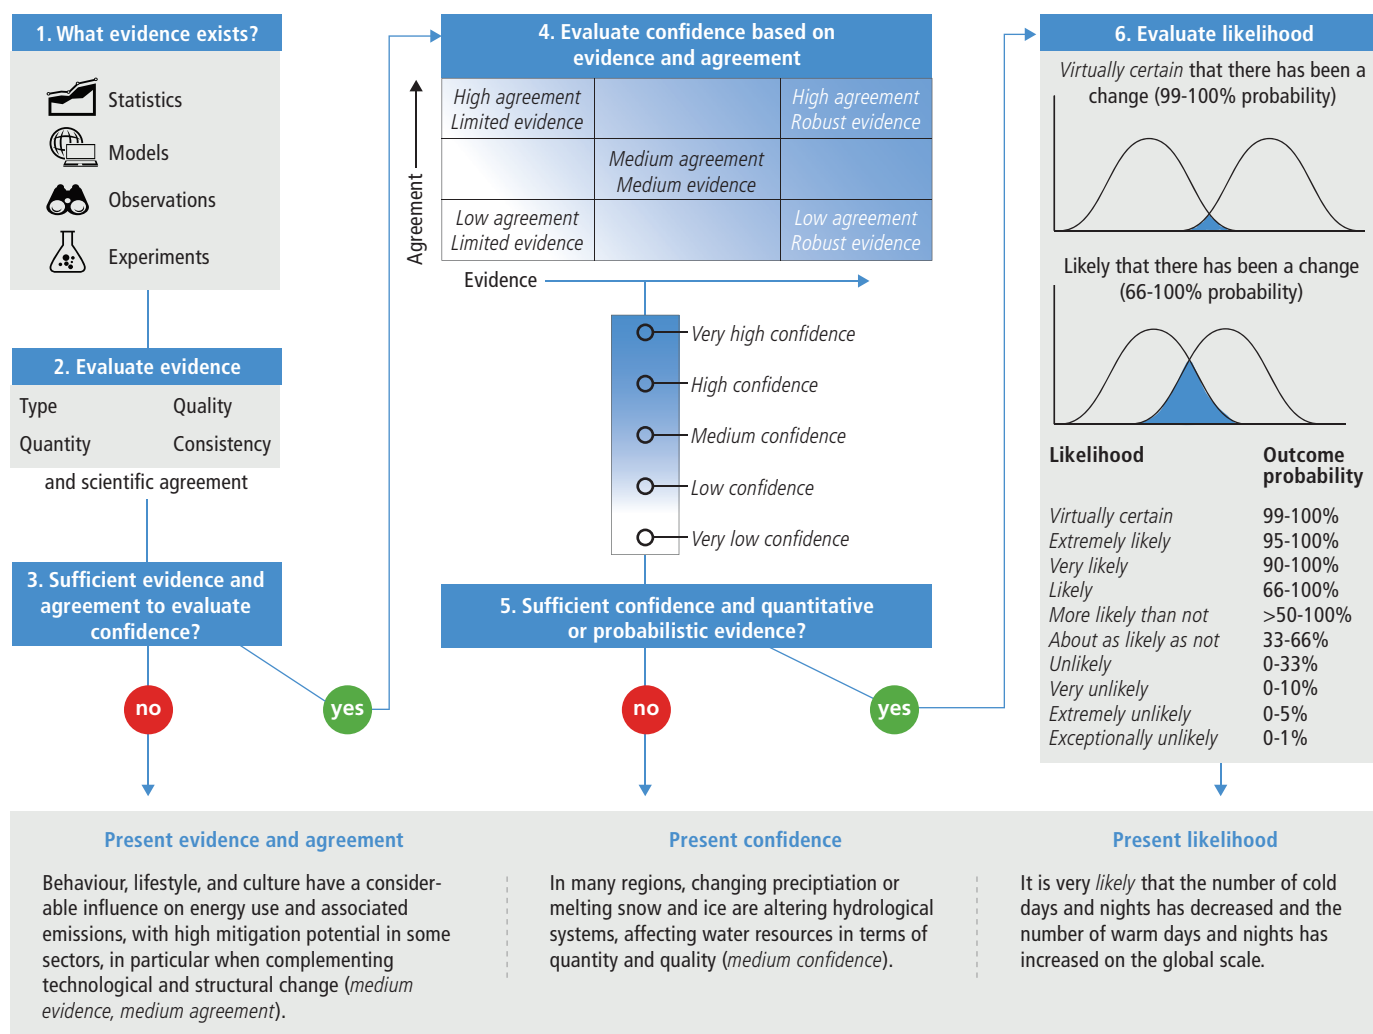 1. What evidence exists?
Statistics
Models
Observations
Experiments
2. Evaluate evidence
Type Quality
Quantity Consistency
and scientific agreement
3. Sufficient evidence and
agreement to evaluate
confidence?
no
yes
4. Evaluate confidence based on
evidence and agreement
Agreement
High agreement
Limited evidence
High agreement
Robust evidence
Medium agreement
Medium evidence
Low agreement
Limited evidence
Low agreement
Robust evidence
Evidence
Very high confidence
High confidence
Medium confidence
Low confidence
Very low confidence
5. Sufficient confidence and quantitative
or probabilistic evidence?
no
yes
6. Evaluate likelihood
Virtually certain that there has been a
change (99-100% probability)
Likely that there has been a change
(66-100% probability)
Likelihood Outcome
probability
Virtually certain 99-100%
Extremely likely 95-100%
Very likely 90-100%
Likely 66-100%
More likely than not >50-100%
About as likely as not 33-66%
Unlikely 0-33%
Very unlikely 0-10%
Extremely unlikely 0-5%
Exceptionally unlikely 0-1%
Present evidence and agreement
Behaviour, lifestyle, and culture have a consider-
able influence on energy use and associated
emissions, with high mitigation potential in some
sectors, in particular when complementing
technological and structural change (medium
evidence, medium agreement).
Present confidence
In many regions, changing preciptiation or
melting snow and ice are altering hydrological
systems, affecting water resources in terms of
quantity and quality (medium confidence).
Present likelihood
It is very likely that the number of cold
days and nights has decreased and the
number of warm days and nights has
increased on the global scale.